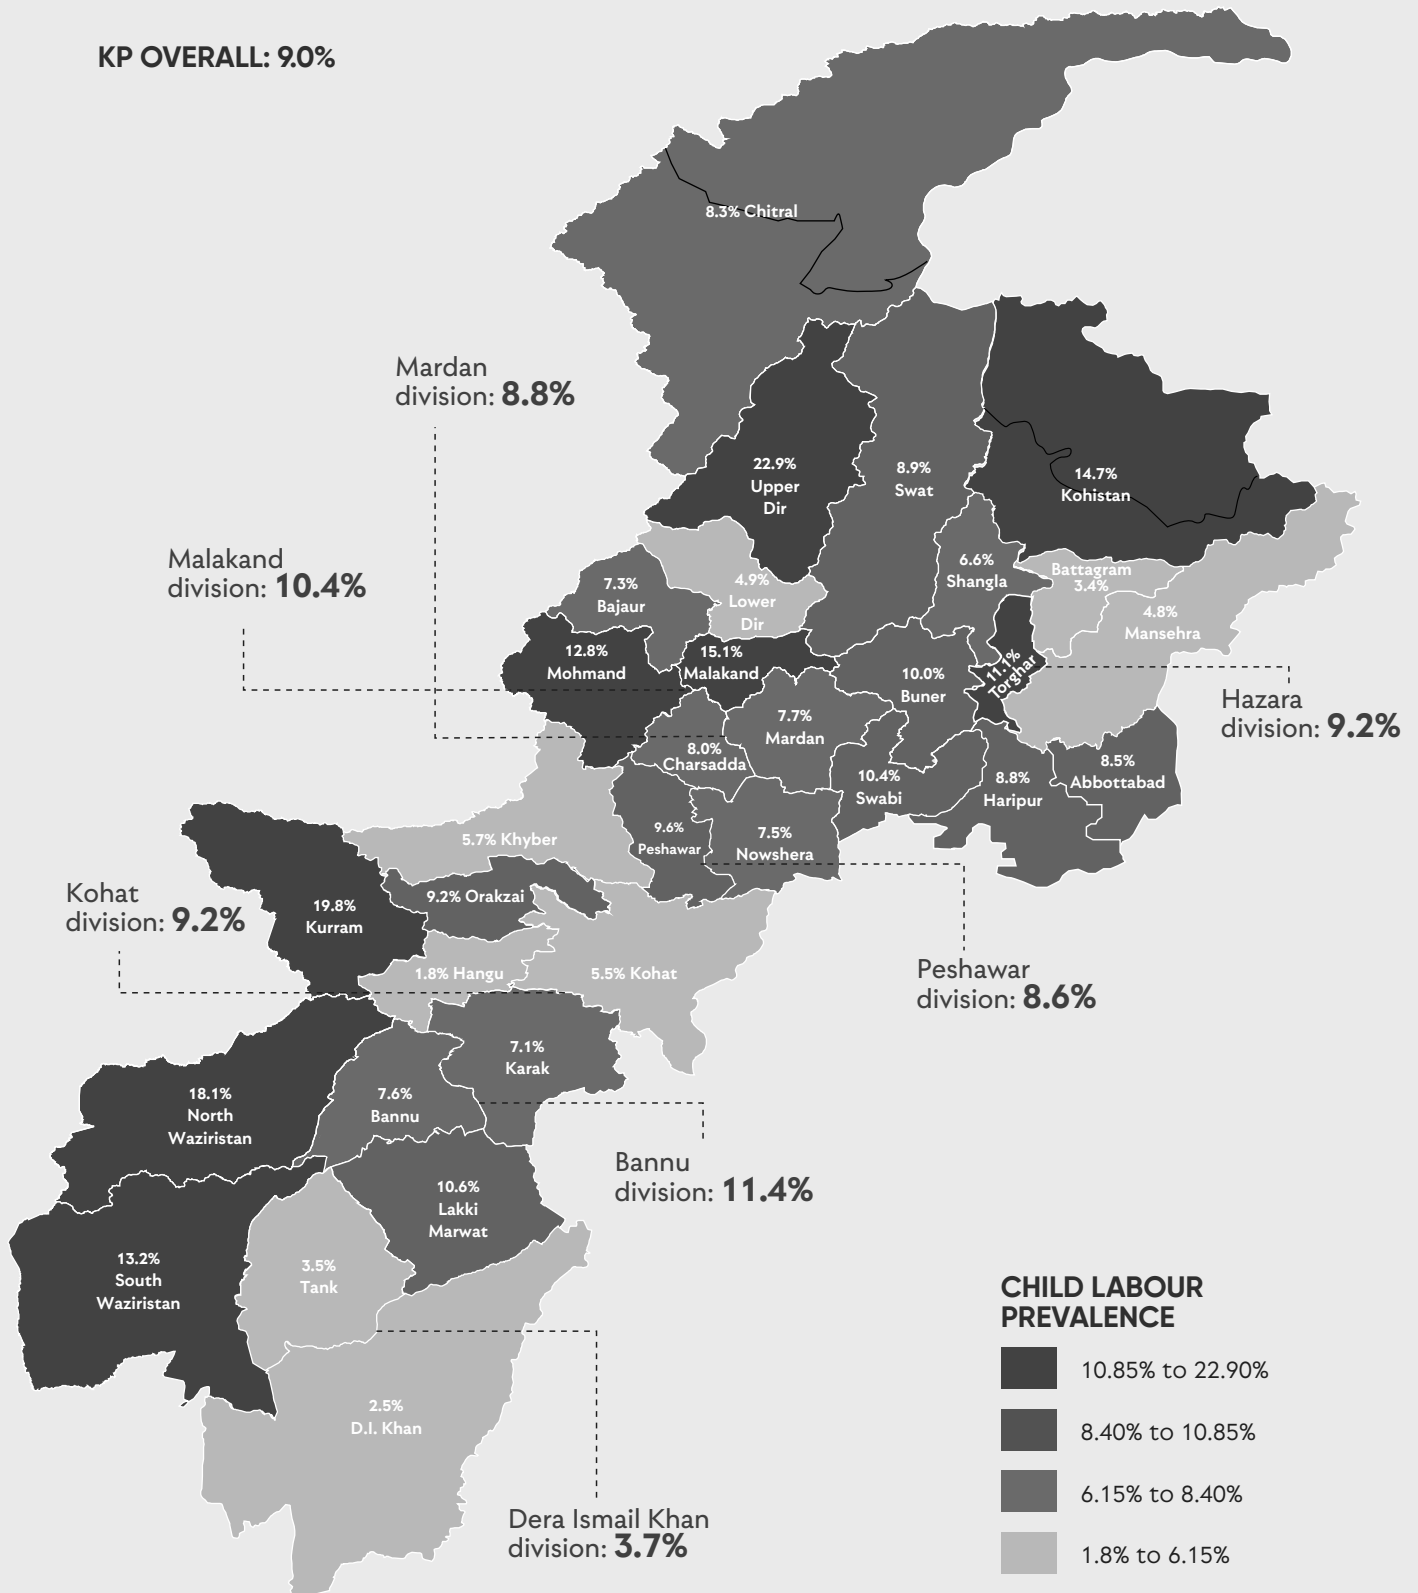 KP OVERALL: 9.0%
8.3% Chitral
Mardan
division: 8.8%
22.9%
Upper
Dir
8.9%
Swat
14.7%
Kohistan
Malakand
division: 10.4%
7.3%
Bajaur
4.9%
Lower
Dir
6.6%
Shangla
Battagram
3.4%
4.8%
Mansehra
12.8%
Mohmand
15.1%
Malakand
10.0%
Buner
11.1%
Torghar
Hazara
division: 9.2%
8.0%
Charsadda
7.7%
Mardan
10.4%
Swabi
8.8%
Haripur
8.5%
Abbottabad
5.7% Khyber
9.6%
Peshawar
7.5%
Nowshera
Kohat
division: 9.2%
19.8%
Kurram
9.2% Orakzai
1.8% Hangu
5.5% Kohat
Peshawar
division: 8.6%
7.1%
Karak
18.1%
North
Waziristan
7.6%
Bannu
Bannu
division: 11.4%
10.6%
Lakki
Marwat
13.2%
South
Waziristan
3.5%
Tank
2.5%
D.I. Khan
Dera Ismail Khan
division: 3.7%
CHILD LABOUR
PREVALENCE
10.85% to 22.90%
8.40% to 10.85%
6.15% to 8.40%
1.8% to 6.15%